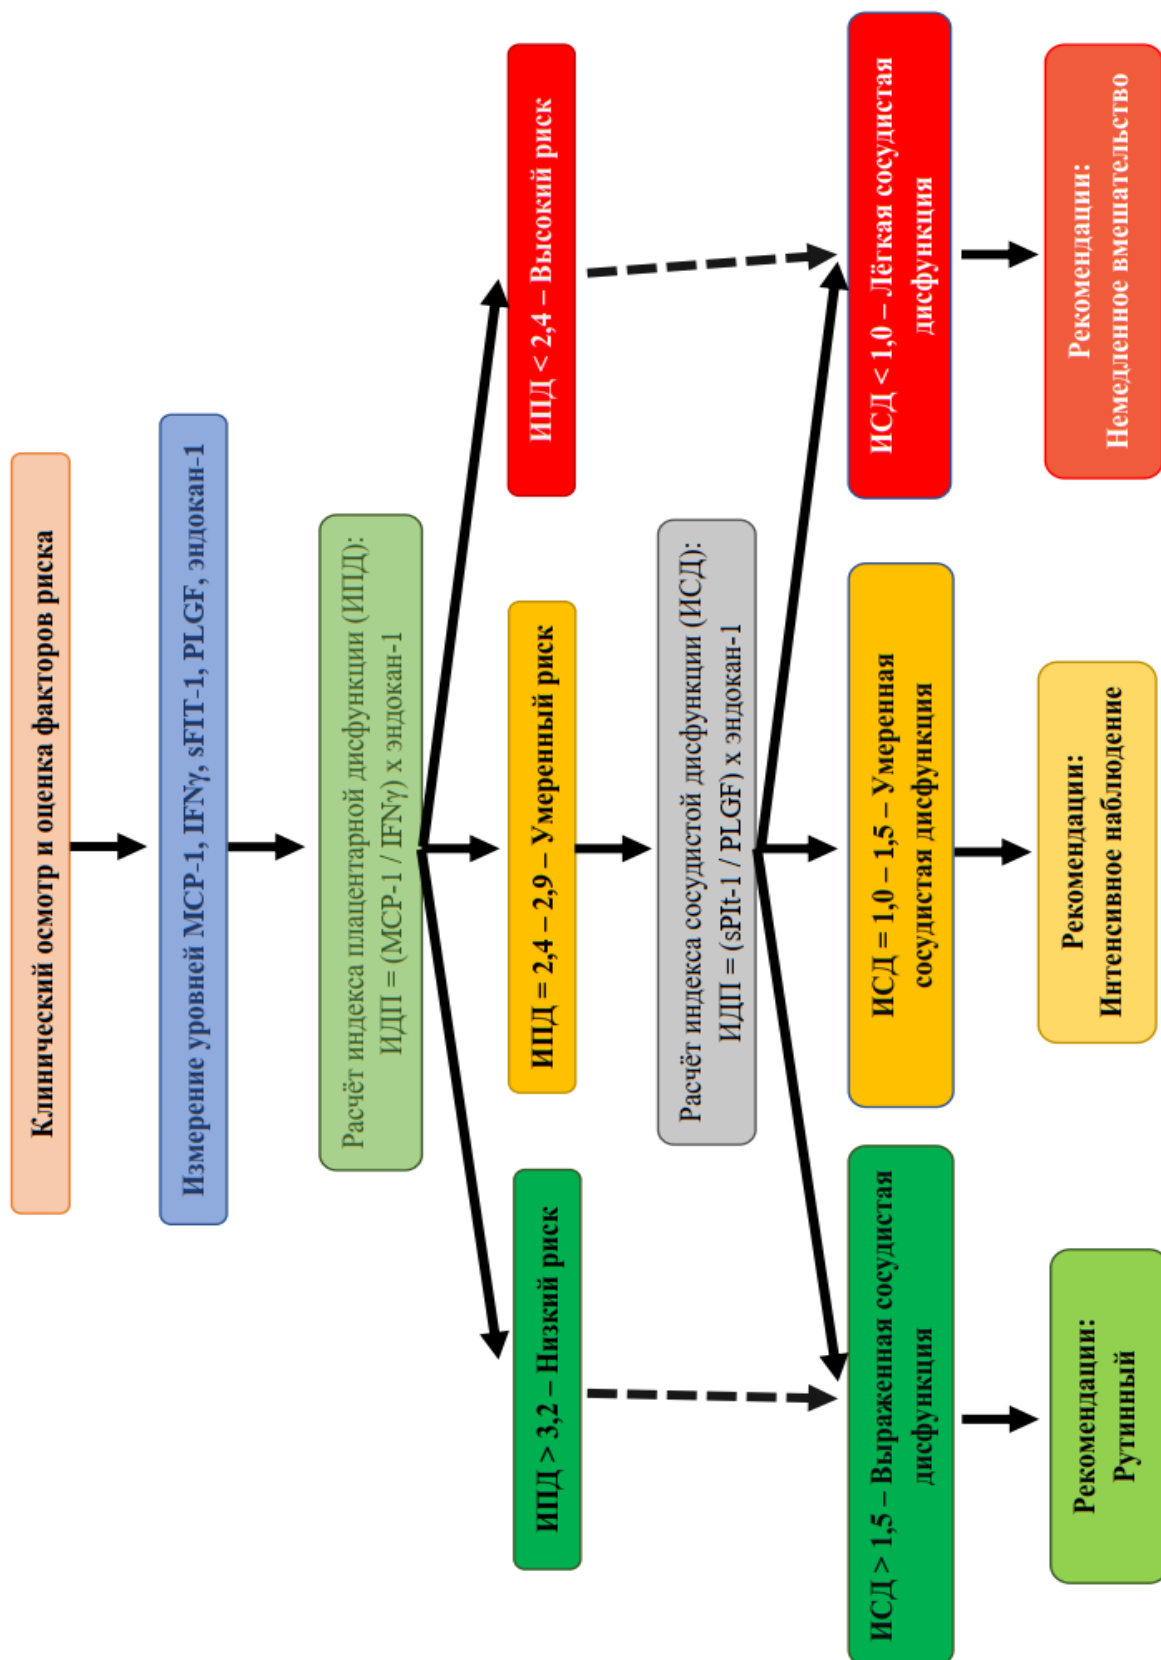 Клинический осмотр и оценка факторов риска
Измерение уровней MCP-1, IFNγ, sFIT-1, PLGF, эндокан-1
Расчёт индекса плацентарной дисфункции (ИПД):
ИДП = (MCP-1 / IFNγ) x эндокан-1
ИПД > 3,2 – Низкий риск
ИПД = 2,4 – 2,9 – Умеренный риск
ИПД < 2,4 – Высокий риск
Расчёт индекса сосудистой дисфункции (ИСД):
ИДП = (sPIt-1 / PLGF) x эндокан-1
ИСД > 1,5 – Выраженная сосудистая
дисфункция
ИСД = 1,0 – 1,5 – Умеренная
сосудистая дисфункция
ИСД < 1,0 – Лёгкая сосудистая
дисфункция
Рекомендации:
Рутинный
Рекомендации:
Интенсивное наблюдение
Рекомендации:
Немедленное вмешательство